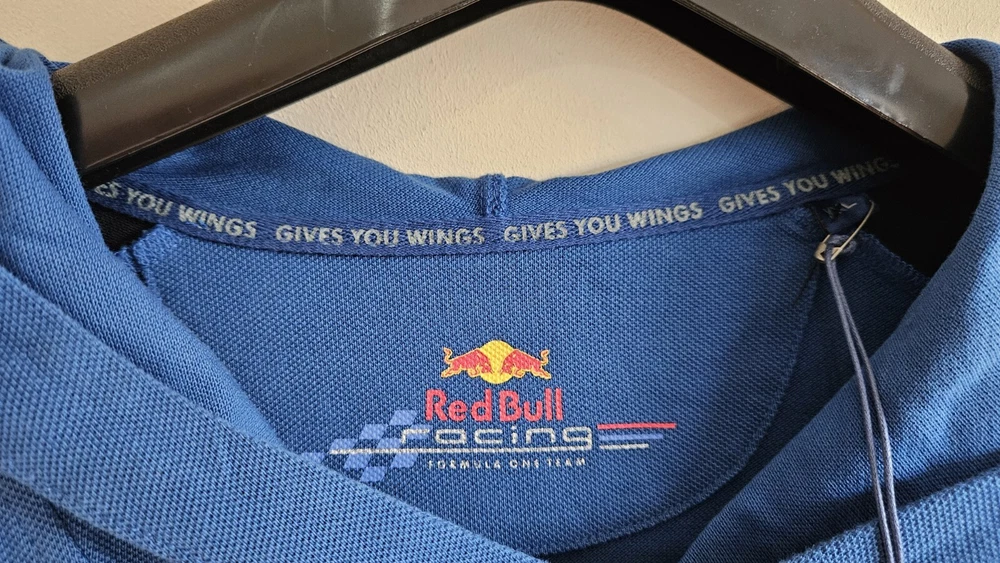 GIVES YOU WINGS GIVES YOU WINGS GIVES YOU WINGS
Red Bull
racing
FORMULA ONE TEAM